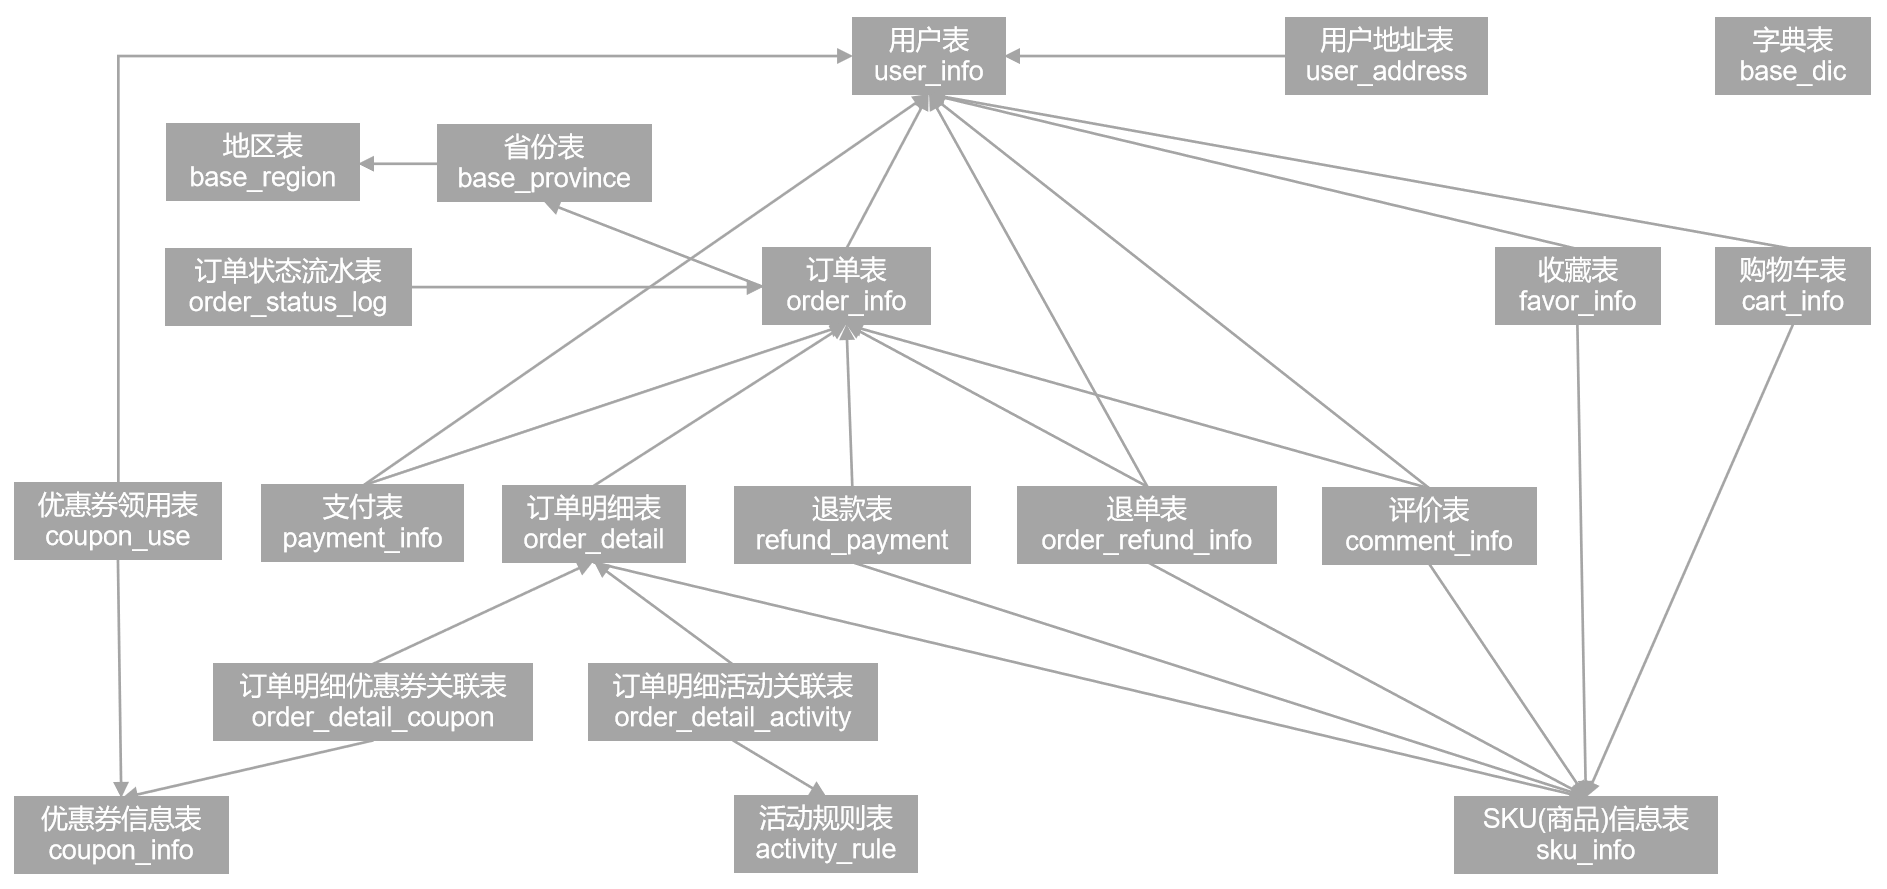 用户表
user_info
用户地址表
user_address
字典表
base_dic
地区表
base_region
省份表
base_province
订单状态流水表
order_status_log
订单表
order_info
收藏表
favor_info
购物车表
cart_info
优惠券领用表
coupon_use
支付表
payment_info
订单明细表
order_detail
退款表
refund_payment
退单表
order_refund_info
评价表
comment_info
订单明细优惠券关联表
order_detail_coupon
订单明细活动关联表
order_detail_activity
优惠券信息表
coupon_info
活动规则表
activity_rule
SKU(商品)信息表
sku_info